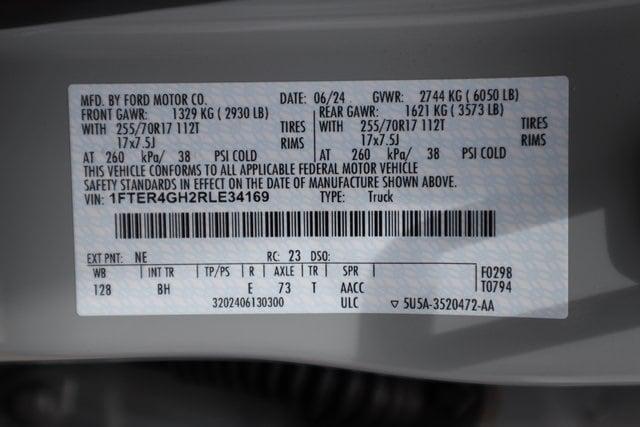 MFD. BY FORD MOTOR CO. DATE: 06/24 GVWR: 2744 KG (6050 LB)
FRONT GAWR: 1329 KG (2930 LB) REAR GAWR: 1621 KG (3573 LB)
WITH 255/70R17 112T TIRES WITH 255/70R17 112T TIRES
17x7.5J RIMS 17x7.5J RIMS
AT 260 kPa/ 38 PSI COLD AT 260 kPa/ 38 PSI COLD
THIS VEHICLE CONFORMS TO ALL APPLICABLE FEDERAL MOTOR VEHICLE
SAFETY STANDARDS IN EFFECT ON THE DATE OF MANUFACTURE SHOWN ABOVE.
VIN: 1FTER4GH2RLE34169 TYPE: Truck
EXT PNT: NE RC: 23 DSO:
WB INT TR TP/PS R AXLE TR SPR F0298
128 BH E 73 T AACC T0794
3202406130300 ULC ▽ 5U5A-3520472-AA